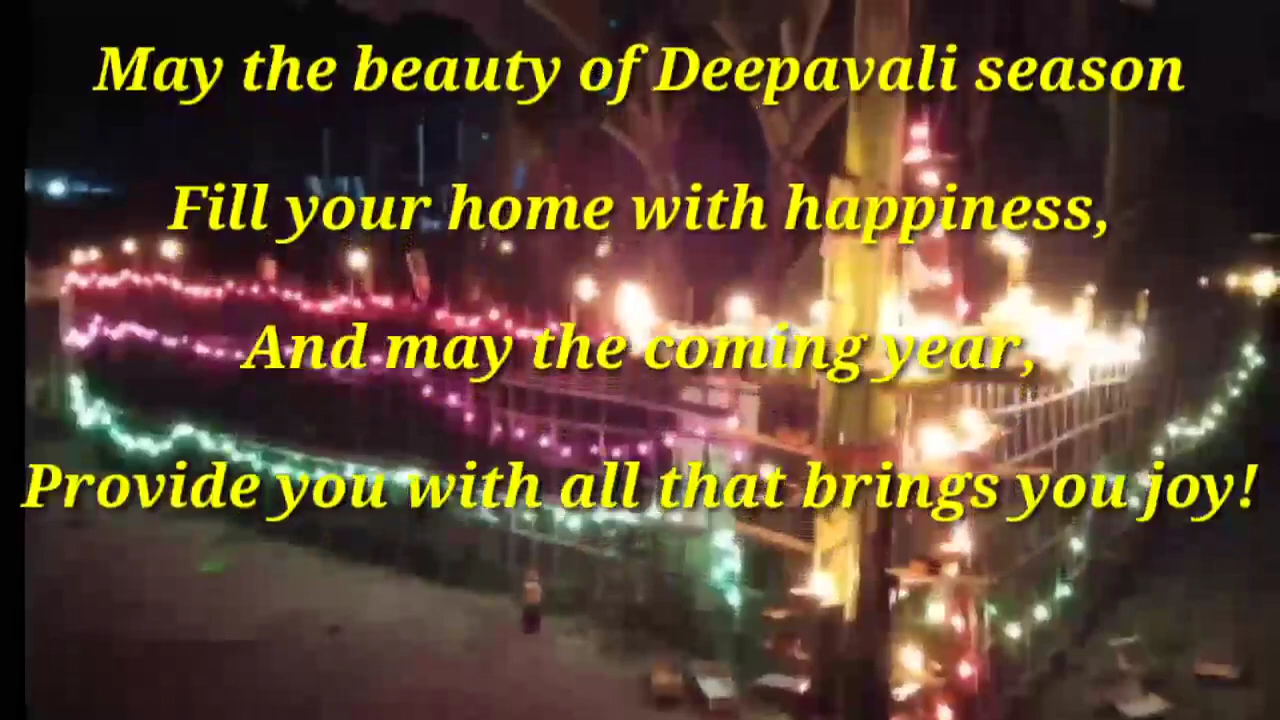 May the beauty of Deepavali season
Fill your home with happiness,
And may the coming year,
Provide you with all that brings you joy!